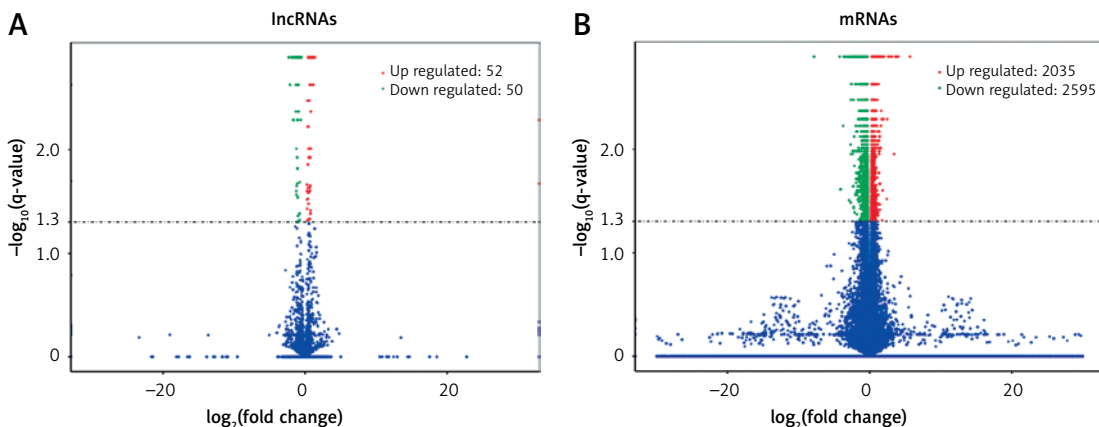 A
lncRNAs
Up regulated: 52
Down regulated: 50
2.0
1.3
1.0
0
−log₁₀(q-value)
−20
0
20
log₂(fold change)
B
mRNAs
Up regulated: 2035
Down regulated: 2595
2.0
1.3
1.0
0
−log₁₀(q-value)
−20
0
20
log₂(fold change)